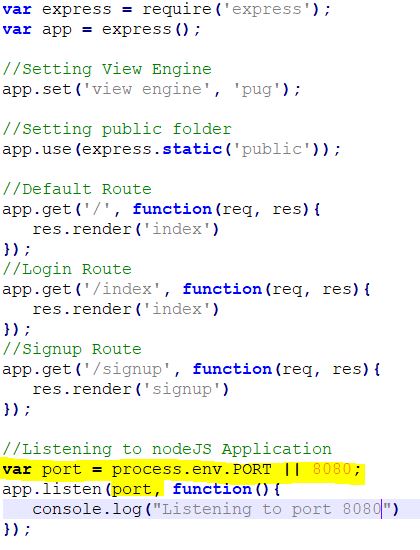 var express = require('express');
var app = express();

//Setting View Engine
app.set('view engine', 'pug');

//Setting public folder
app.use(express.static('public'));

//Default Route
app.get('/', function(req, res){
   res.render('index')
});
//Login Route
app.get('/index', function(req, res){
   res.render('index')
});
//Signup Route
app.get('/signup', function(req, res){
   res.render('signup')
});

//Listening to nodeJS Application
var port = process.env.PORT || 8080;
app.listen(port, function(){
   console.log("Listening to port 8080")
});